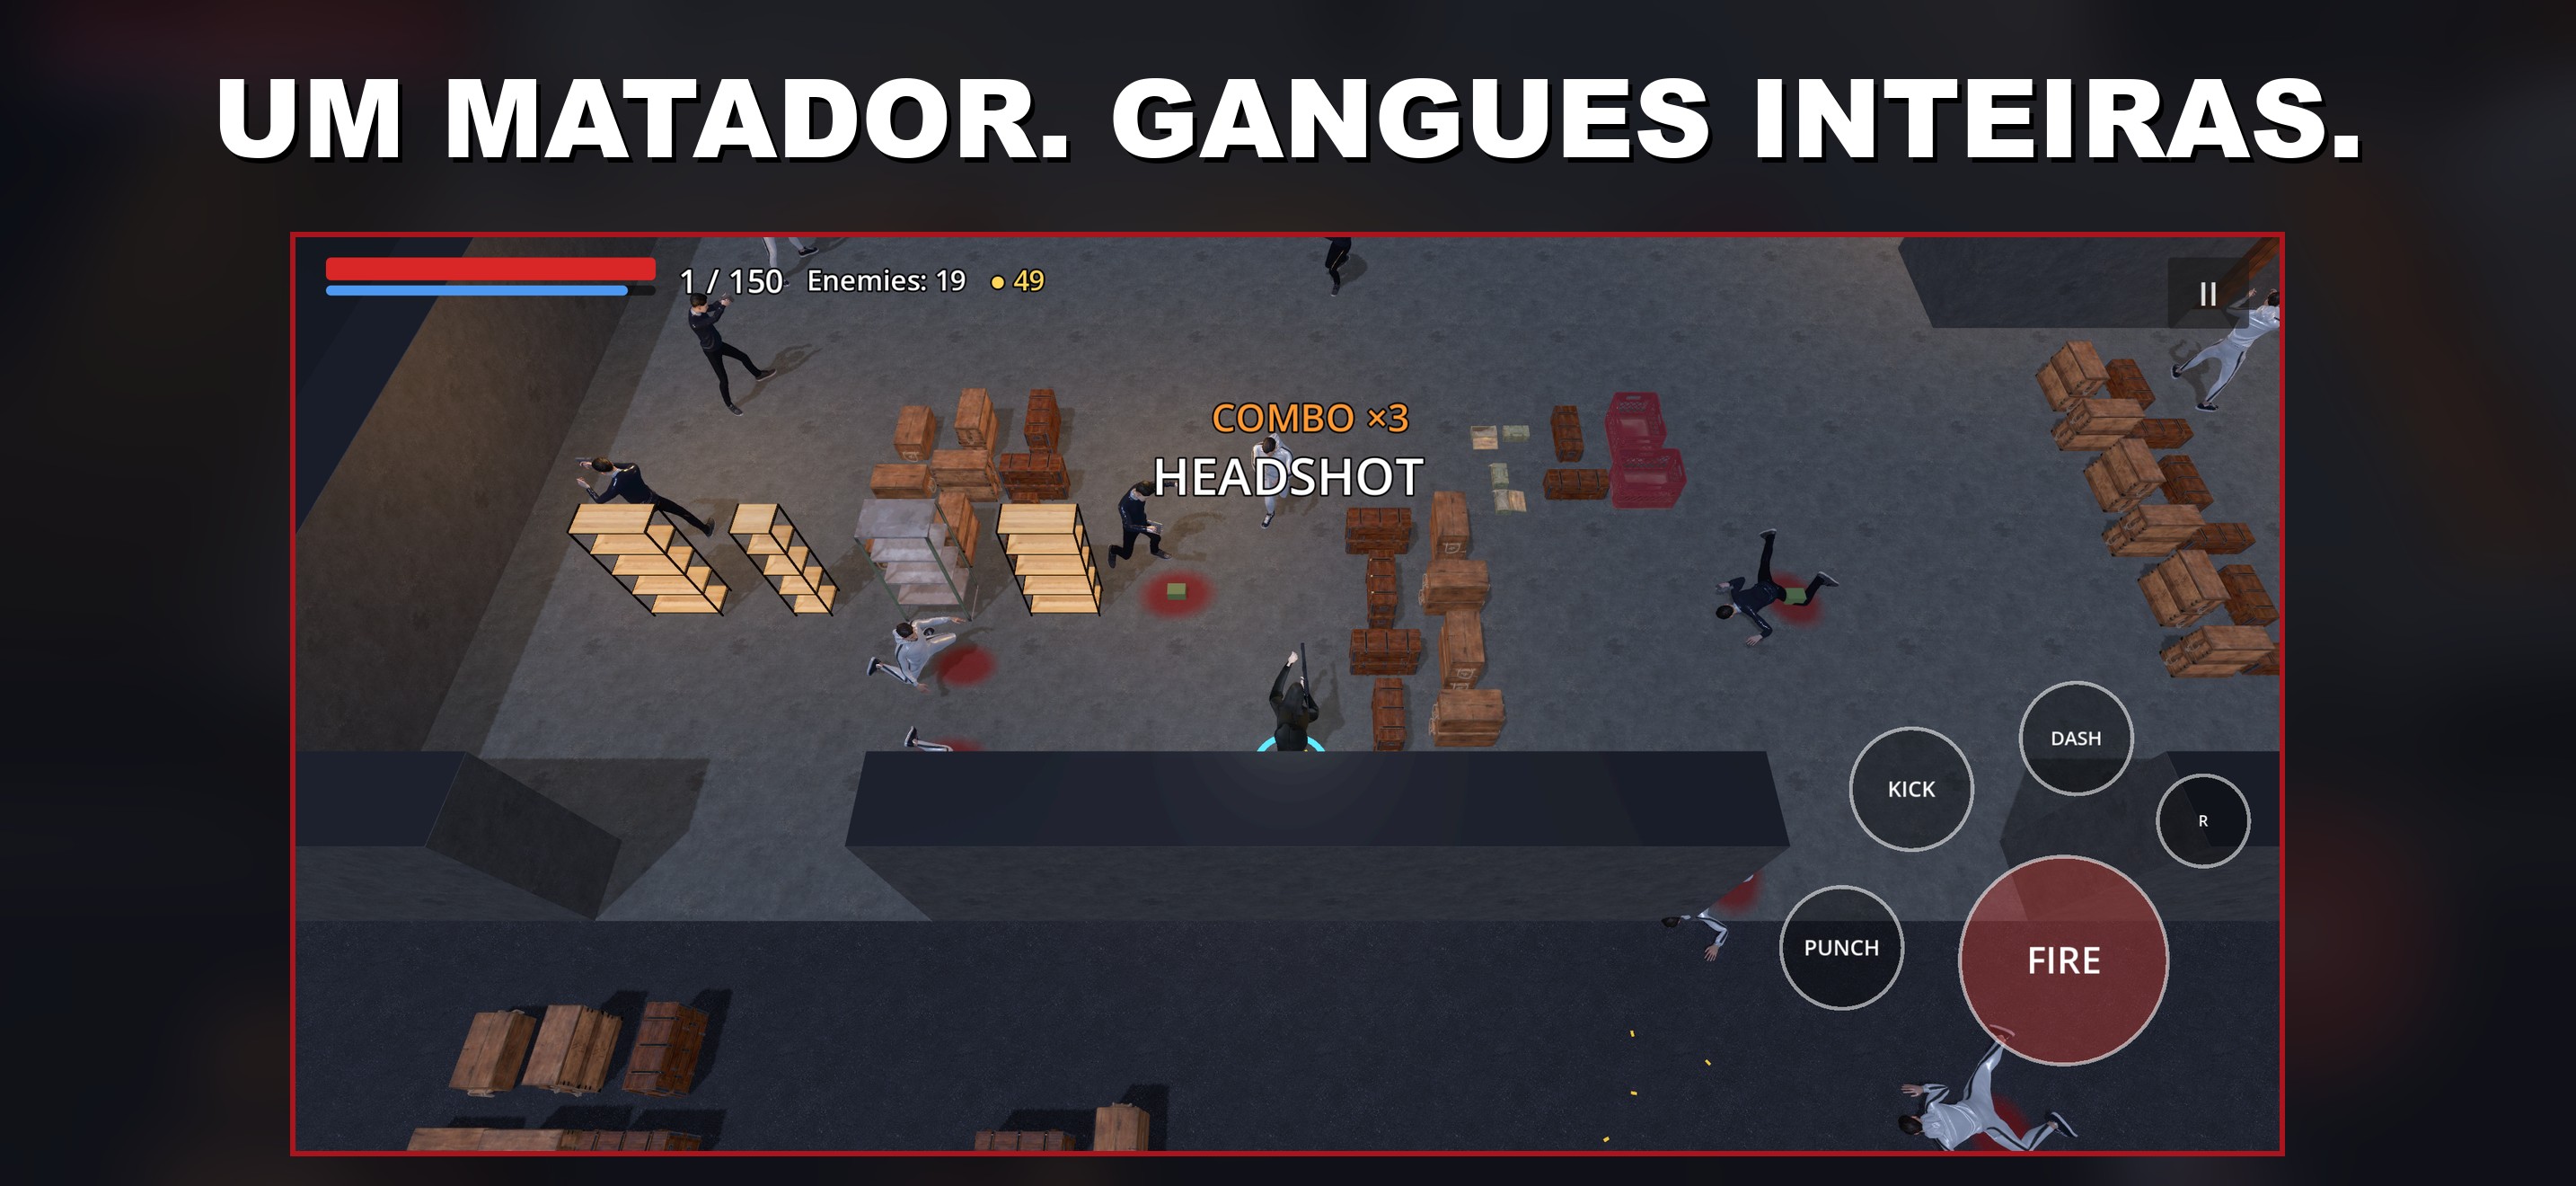 UM MATADOR. GANGUES INTEIRAS.
1 / 150 Enemies: 19 49
COMBO ×3
HEADSHOT
DASH
KICK
R
PUNCH
FIRE